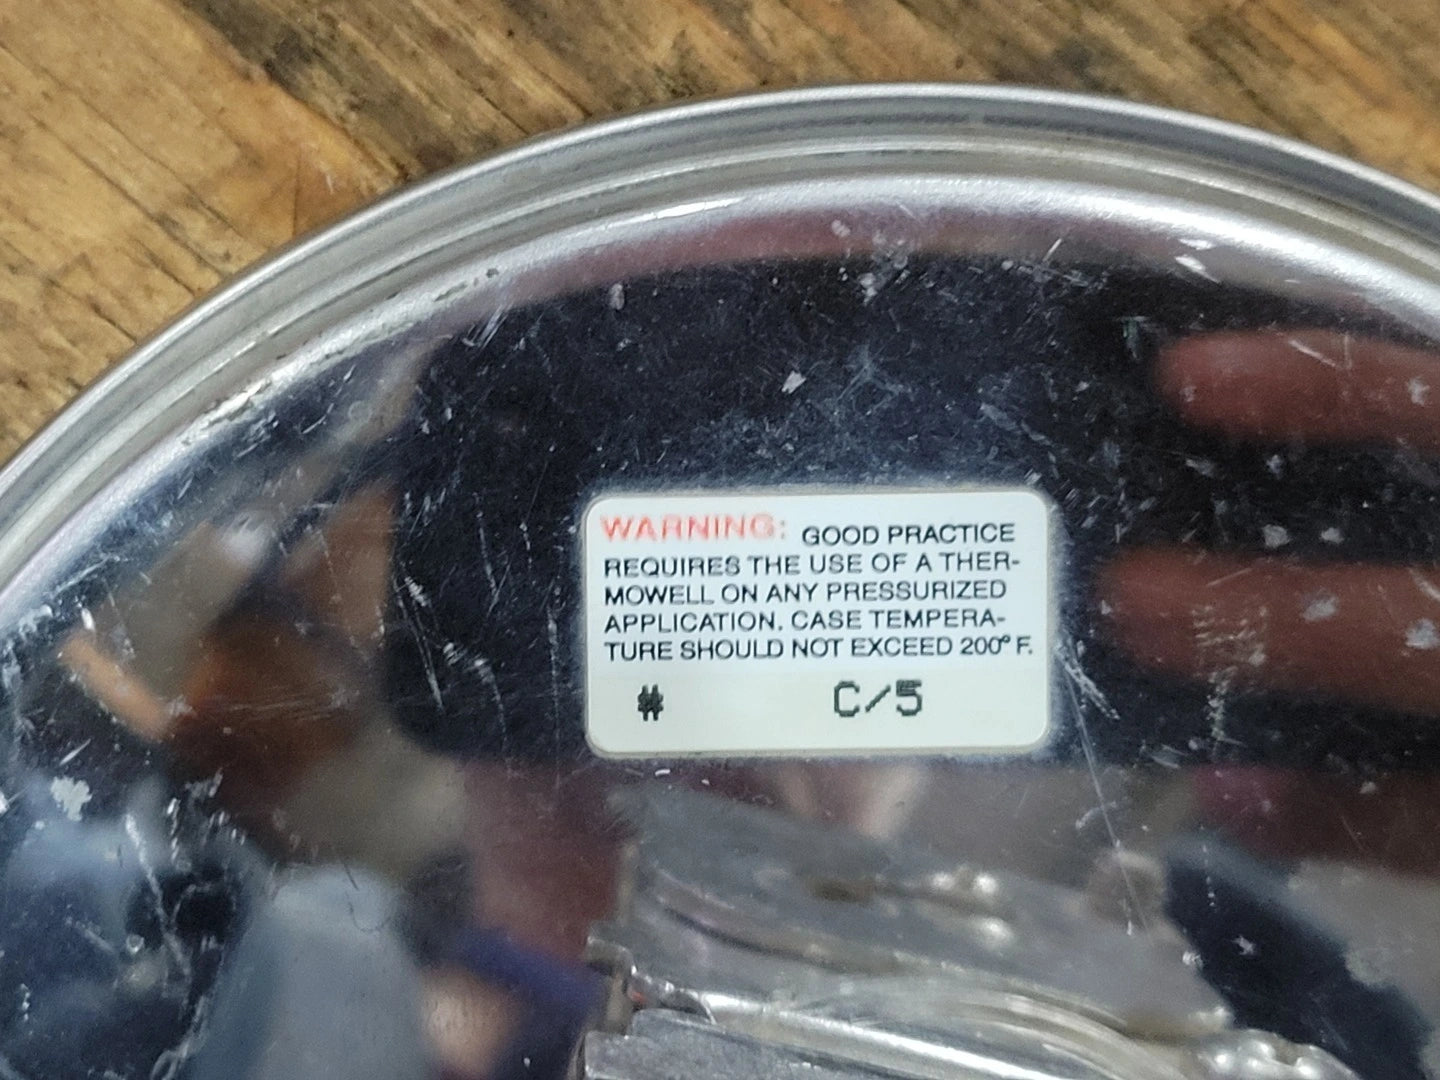 WARNING: GOOD PRACTICE
REQUIRES THE USE OF A THER-
MOWELL ON ANY PRESSURIZED
APPLICATION. CASE TEMPERA-
TURE SHOULD NOT EXCEED 200° F.
# C/5